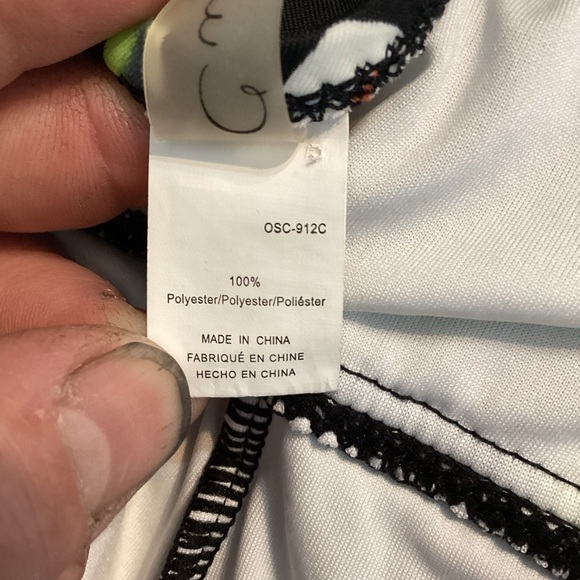 OSC-912C
100%
Polyester/Polyester/Poliéster
MADE IN CHINA
FABRIQUÉ EN CHINE
HECHO EN CHINA